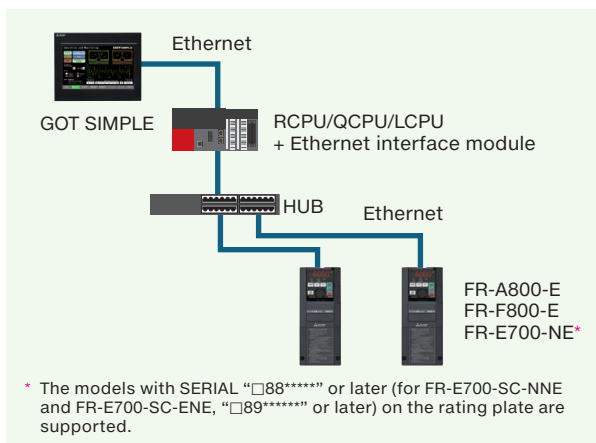 Ethernet
GOT SIMPLE
RCPU/QCPU/LCPU
+ Ethernet interface module
HUB
Ethernet
FR-A800-E
FR-F800-E
FR-E700-NE*
* The models with SERIAL “□88*****” or later (for FR-E700-SC-NNE
and FR-E700-SC-ENE, “□89******” or later) on the rating plate are
supported.